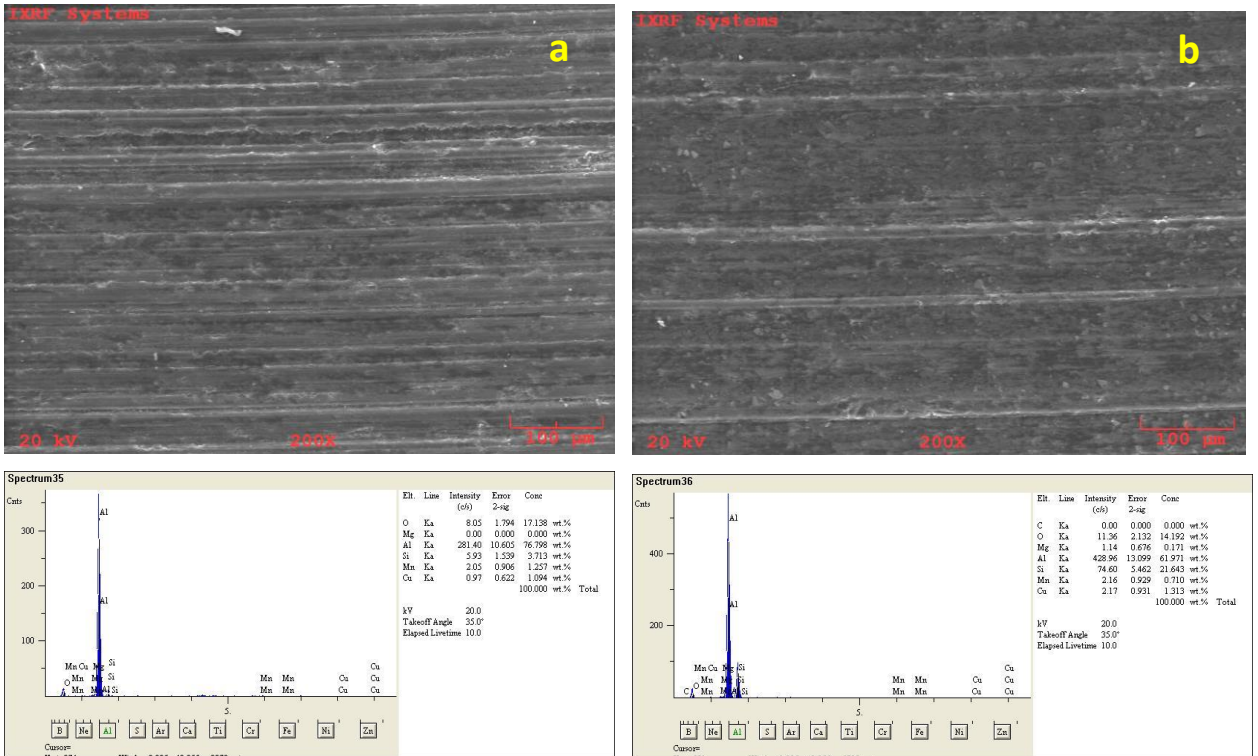 IXRF Systems
a
20 kV 200X 100 µm
IXRF Systems
b
20 kV 200X 100 µm
Spectrum35
Cnts
300
200
100
Al
Al
Mn Cu Mg Si
O Mn Si
Al Si
Mn Mn Cu Cu
Mn Mn Cu Cu
5.
B Ne Al S Ar Ca Ti Cr Fe Ni Zn
Cursor=
Elt. Line Intensity Error Conc
(c/s) 2-sig
O Ka 8.05 1.794 17.138 wt.%
Mg Ka 0.00 0.000 0.000 wt.%
Al Ka 281.40 10.605 76.798 wt.%
Si Ka 5.93 1.539 3.713 wt.%
Mn Ka 2.05 0.906 1.257 wt.%
Cu Ka 0.97 0.622 1.094 wt.%
100.000 wt.% Total
kV 20.0
Takeoff Angle 35.0°
Elapsed Livetime 10.0
Spectrum36
Cnts
400
200
Al
Al
Mn Cu Mg Si
C O Mn Si
Mn Mn Cu Cu
Mn Mn Cu Cu
5.
B Ne Al S Ar Ca Ti Cr Fe Ni Zn
Cursor=
Elt. Line Intensity Error Conc
(c/s) 2-sig
C Ka 0.00 0.000 0.000 wt.%
O Ka 11.36 2.132 14.192 wt.%
Mg Ka 1.14 0.676 0.171 wt.%
Al Ka 428.96 13.099 61.971 wt.%
Si Ka 74.60 5.462 21.643 wt.%
Mn Ka 2.16 0.929 0.710 wt.%
Cu Ka 2.17 0.931 1.313 wt.%
100.000 wt.% Total
kV 20.0
Takeoff Angle 35.0°
Elapsed Livetime 10.0